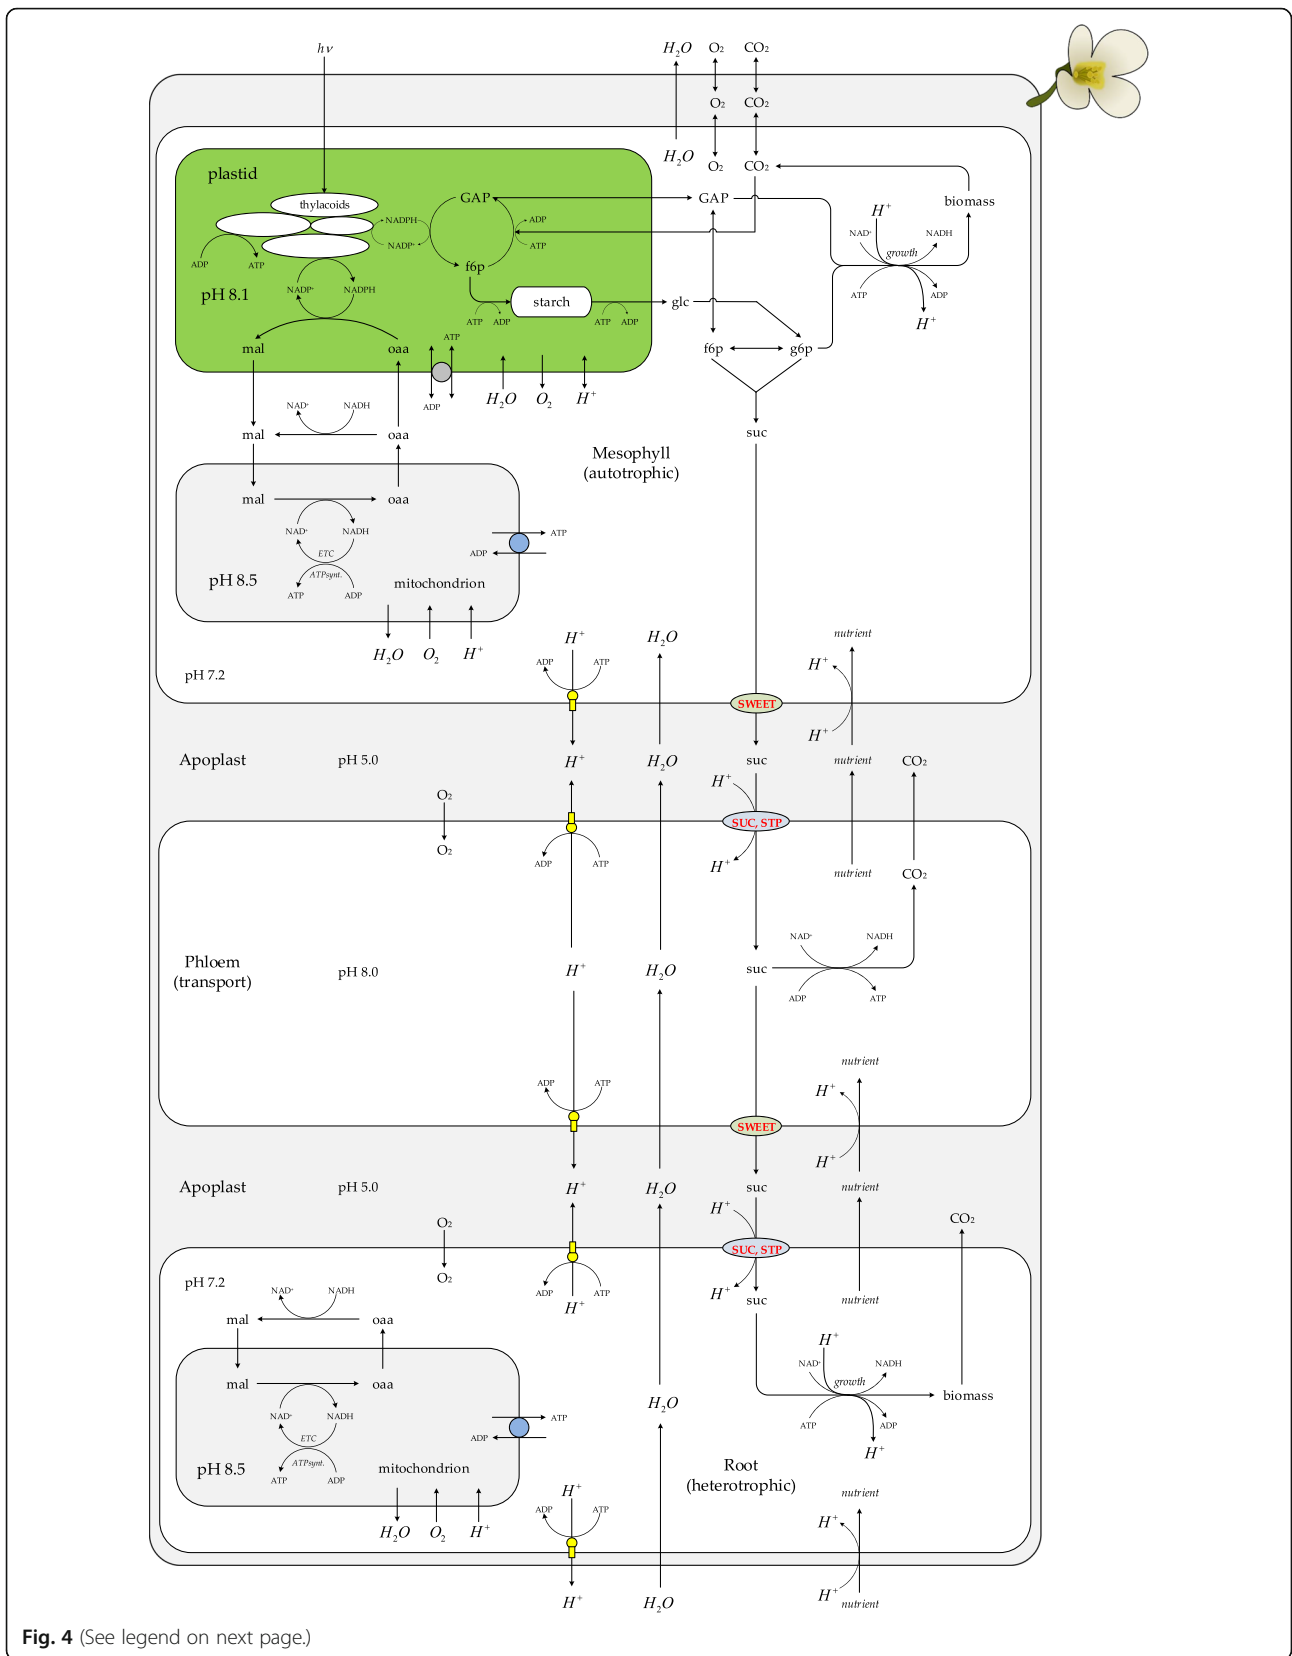 hν
H₂O O₂ CO₂
O₂ CO₂
H₂O O₂ CO₂
plastid
thylacoids
GAP
GAP
biomass
H⁺
NADPH
ADP
NAD⁺
NADH
growth
NADP⁺
ATP
ADP
ATP
f6p
pH 8.1
NADP⁺
NADPH
starch
glc
ATP
ADP
H⁺
ATP
ADP
ATP
ADP
ATP
mal
oaa
f6p
g6p
ADP
H₂O
O₂
H⁺
NAD⁺
NADH
mal
oaa
suc
Mesophyll
(autotrophic)
mal
oaa
NAD⁺
NADH
ATP
ETC
ADP
ATPsynt.
pH 8.5
mitochondrion
ATP
ADP
H₂O
O₂
H⁺
H⁺
H₂O
nutrient
ADP
ATP
H⁺
pH 7.2
SWEET
H⁺
Apoplast
pH 5.0
H⁺
H₂O
suc
nutrient
CO₂
O₂
H⁺
SUC, STP
O₂
ADP
ATP
H⁺
nutrient
CO₂
NAD⁺
NADH
Phloem
(transport)
pH 8.0
H⁺
H₂O
suc
ADP
ATP
nutrient
ADP
ATP
H⁺
SWEET
H⁺
Apoplast
pH 5.0
H⁺
H₂O
suc
nutrient
O₂
H⁺
CO₂
SUC, STP
O₂
pH 7.2
NAD⁺
NADH
ADP
ATP
H⁺
H⁺
suc
nutrient
mal
oaa
H⁺
NAD⁺
NADH
growth
mal
oaa
biomass
H₂O
NAD⁺
NADH
ATP
ATP
ADP
ETC
ADP
H⁺
ATPsynt.
pH 8.5
mitochondrion
ATP
ADP
Root
(heterotrophic)
H⁺
nutrient
ADP
ATP
H⁺
H₂O
O₂
H⁺
H⁺
H₂O
H⁺
nutrient
Fig. 4 (See legend on next page.)